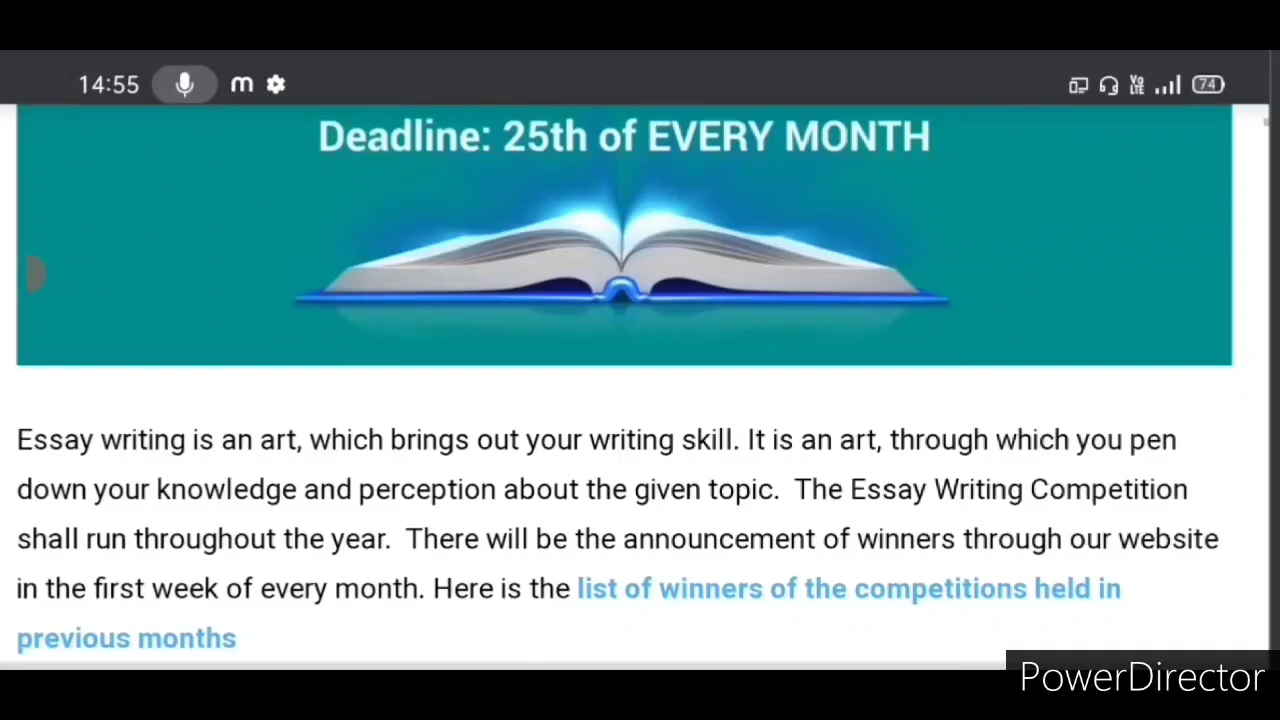 14:55 m Vo LTE 74
Deadline: 25th of EVERY MONTH
Essay writing is an art, which brings out your writing skill. It is an art, through which you pen
down your knowledge and perception about the given topic.  The Essay Writing Competition
shall run throughout the year.  There will be the announcement of winners through our website
in the first week of every month. Here is the list of winners of the competitions held in
previous months
PowerDirector